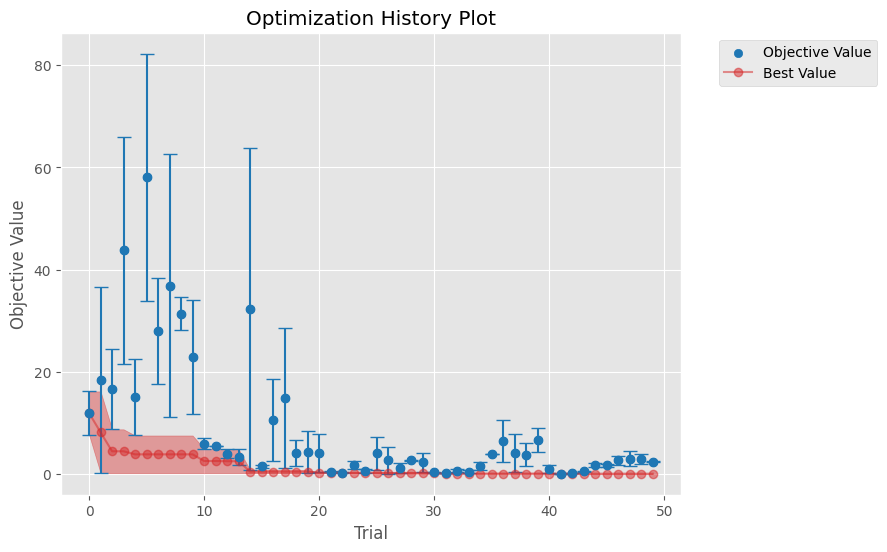 Optimization History Plot
Objective Value
Best Value
Objective Value
80
60
40
20
0
0 10 20 30 40 50
Trial